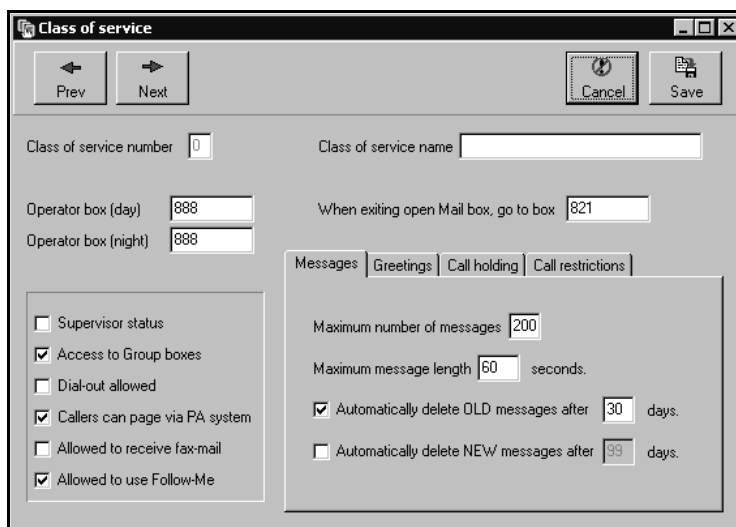 Class of service
Prev Next Cancel Save
Class of service number 0 Class of service name
Operator box (day) 888 When exiting open Mail box, go to box 821
Operator box (night) 888
Messages Greetings Call holding Call restrictions
Supervisor status
Access to Group boxes
Dial-out allowed
Callers can page via PA system
Allowed to receive fax-mail
Allowed to use Follow-Me
Maximum number of messages 200
Maximum message length 60 seconds.
Automatically delete OLD messages after 30 days.
Automatically delete NEW messages after 99 days.